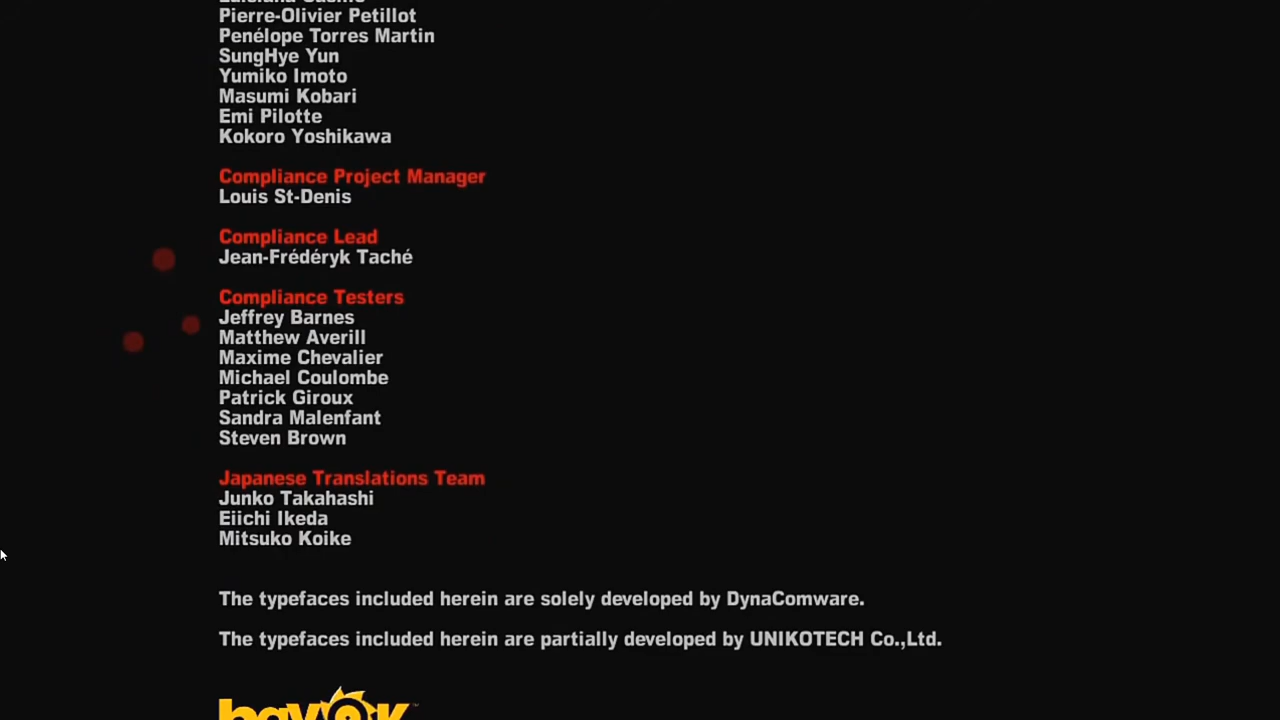 Pierre-Olivier Petillot
Penélope Torres Martin
SungHye Yun
Yumiko Imoto
Masumi Kobari
Emi Pilotte
Kokoro Yoshikawa
Compliance Project Manager
Louis St-Denis
Compliance Lead
Jean-Frédéryk Taché
Compliance Testers
Jeffrey Barnes
Matthew Averill
Maxime Chevalier
Michael Coulombe
Patrick Giroux
Sandra Malenfant
Steven Brown
Japanese Translations Team
Junko Takahashi
Eiichi Ikeda
Mitsuko Koike
The typefaces included herein are solely developed by DynaComware.
The typefaces included herein are partially developed by UNIKOTECH Co.,Ltd.
havok